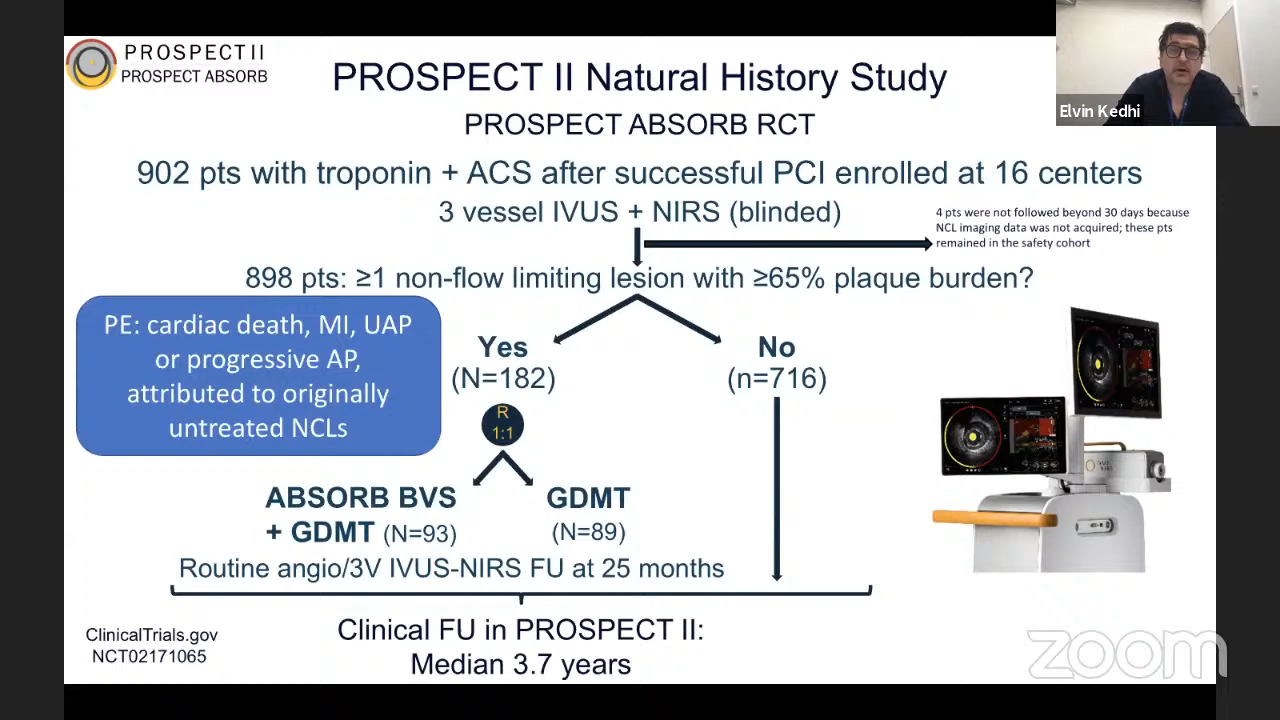 PROSPECT II
PROSPECT ABSORB
PROSPECT II Natural History Study
PROSPECT ABSORB RCT
Elvin Kedhi
902 pts with troponin + ACS after successful PCI enrolled at 16 centers
3 vessel IVUS + NIRS (blinded)
4 pts were not followed beyond 30 days because
NCL imaging data was not acquired; these pts
remained in the safety cohort
898 pts: ≥1 non-flow limiting lesion with ≥65% plaque burden?
PE: cardiac death, MI, UAP
or progressive AP,
attributed to originally
untreated NCLs
Yes
(N=182)
No
(n=716)
R
1:1
ABSORB BVS
+ GDMT (N=93)
GDMT
(N=89)
Routine angio/3V IVUS-NIRS FU at 25 months
Clinical FU in PROSPECT II:
Median 3.7 years
ClinicalTrials.gov
NCT02171065
zoom